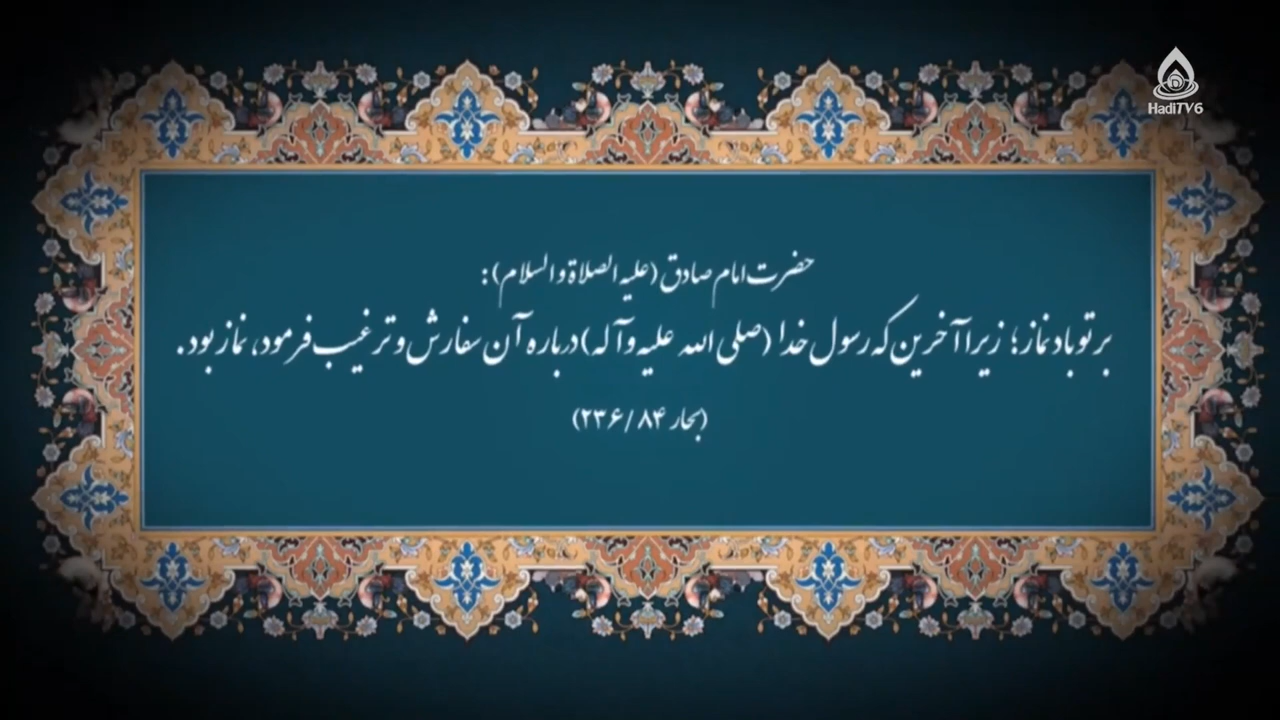 HadiTV6
حضرت امام صادق (علیه الصلاة و السلام):
بر تو باد نماز؛ زیرا آخرین که رسول خدا (صلی الله علیه و آله) درباره آن سفارش و ترغیب فرمود، نماز بود.
(بحار ۸۴ / ۲۳۶)